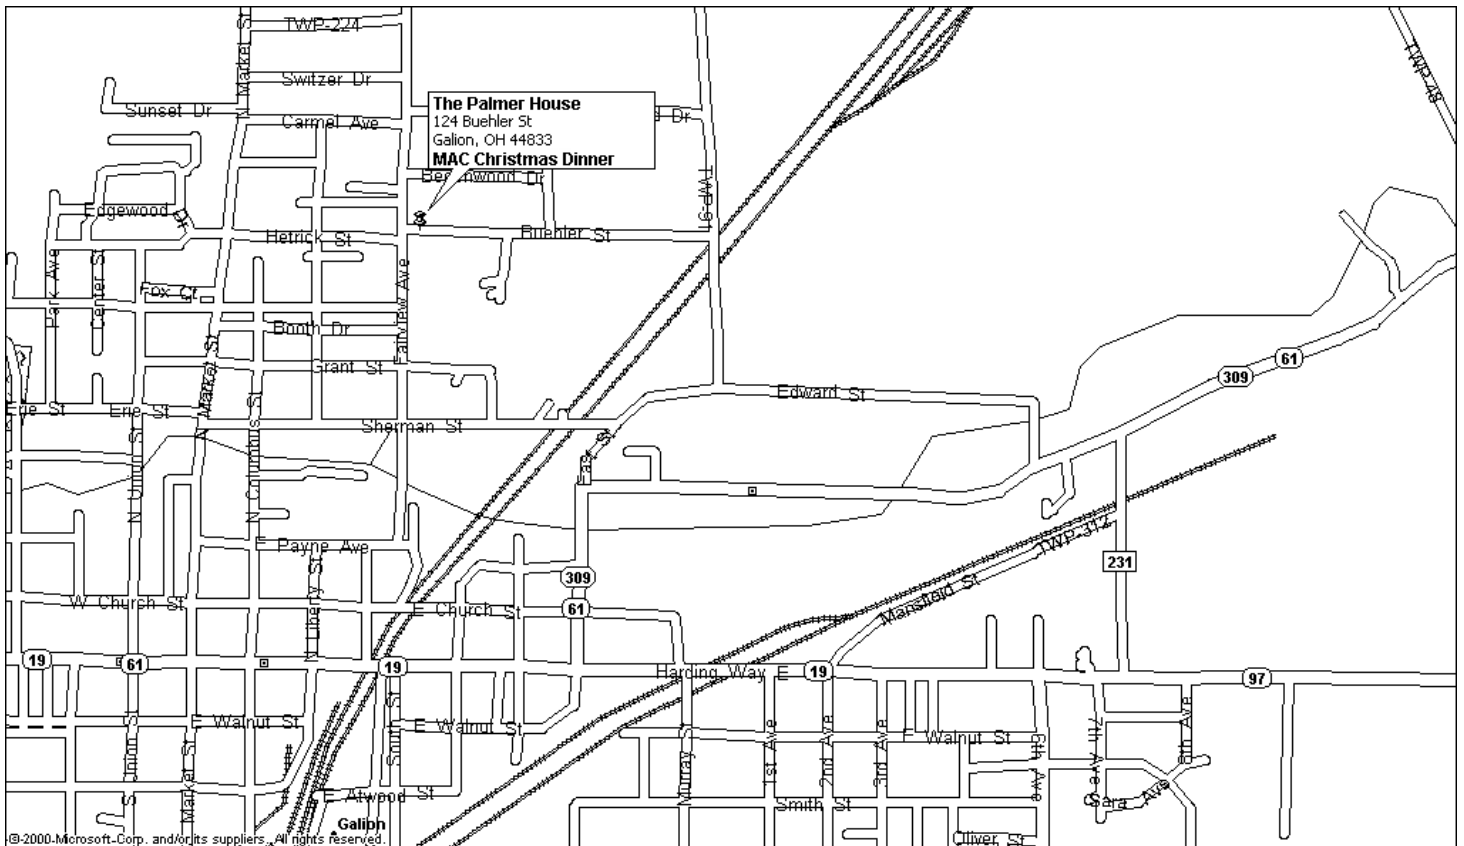 TWP-224
N Market St
Switzer Dr
TWP-48
Sunset Dr
Carmel Ave
The Palmer House
124 Buehler St
Galion, OH 44833
MAC Christmas Dinner
Dr
Beechwood Dr
TWP-91
Edgewood Dr
Hetrick St
Buehler St
Park Ave
Center St
Fox Ct
Fairview Ave
Booth Dr
N Market St
Grant St
309
61
Edward St
Erie St
Erie St
Sherman St
N Union St
N Columbus St
East St
E Payne Ave
TWP-312
231
309
W Church St
N Liberty St
E Church St
61
Mansfield St
19
61
19
Harding Way E
19
97
E Walnut St
E Walnut St
E Walnut St
S Union St
S Market St
South St
Murray St
1st Ave
2nd Ave
3rd Ave
6th Ave
7th Ave
8th Ave
E Atwood St
Smith St
Sara Ave
Galion
Oliver St
© 2000 Microsoft Corp. and/or its suppliers. All rights reserved.